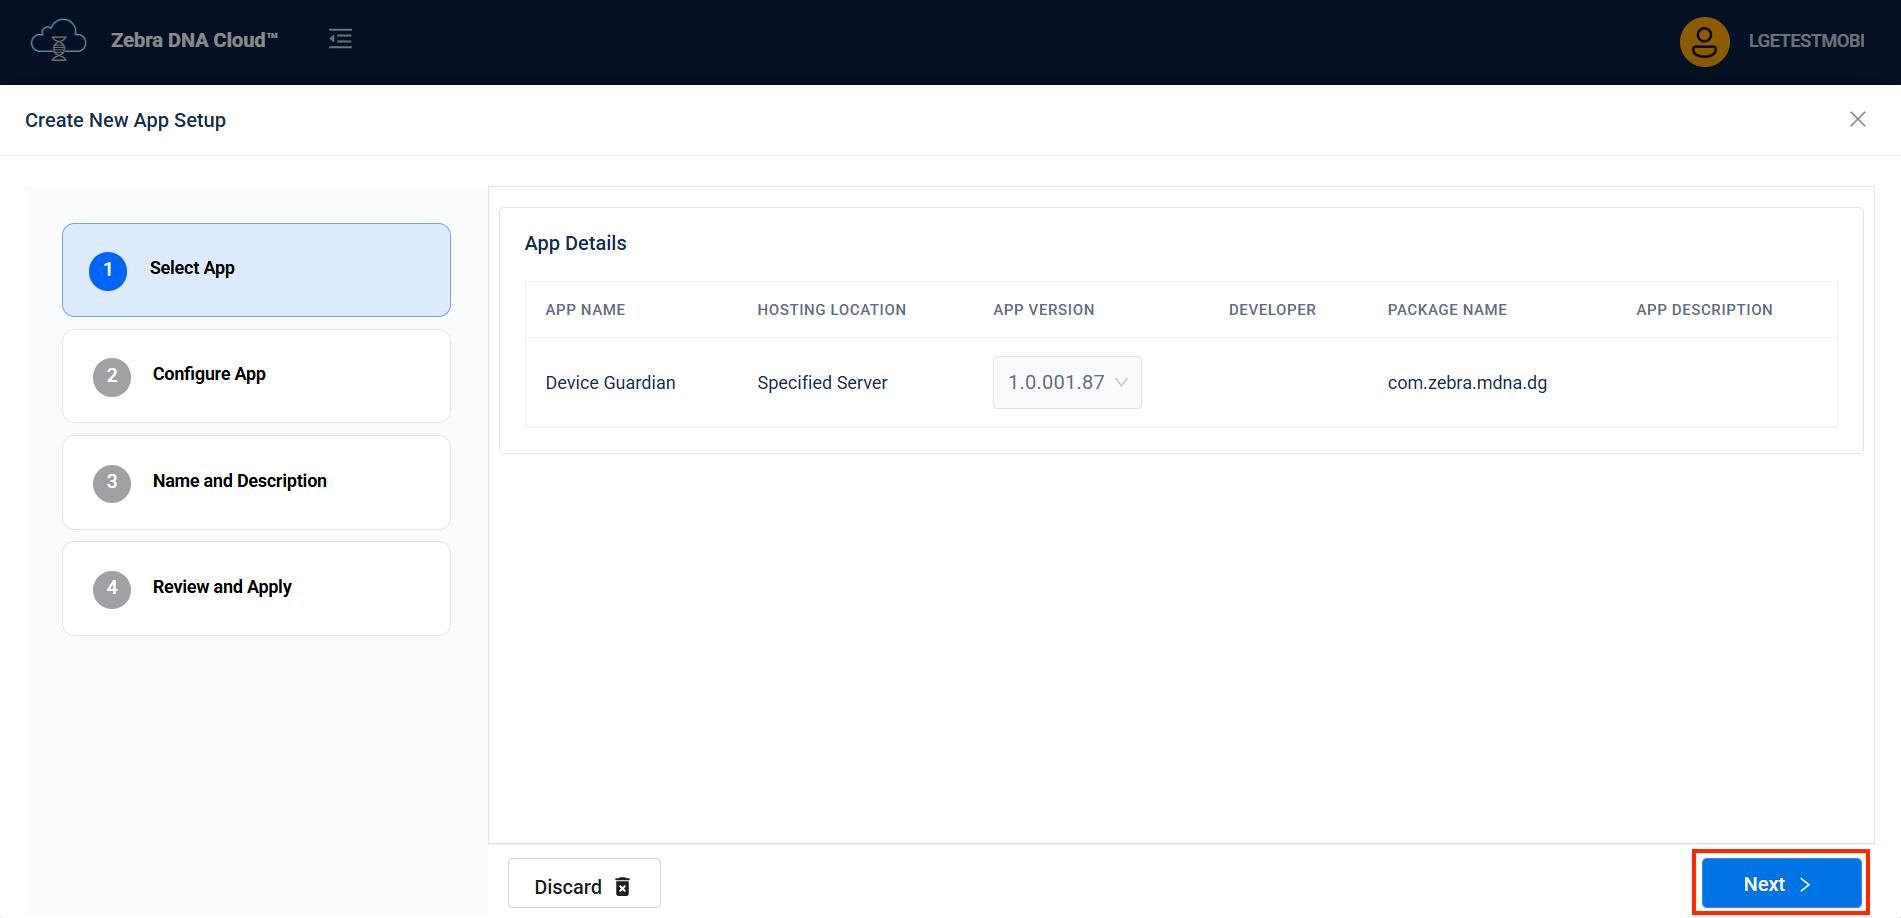 Zebra DNA Cloud™
LGETESTMOBI
Create New App Setup
1 Select App
2 Configure App
3 Name and Description
4 Review and Apply
App Details
APP NAME HOSTING LOCATION APP VERSION DEVELOPER PACKAGE NAME APP DESCRIPTION
Device Guardian Specified Server 1.0.001.87 com.zebra.mdna.dg
Discard
Next